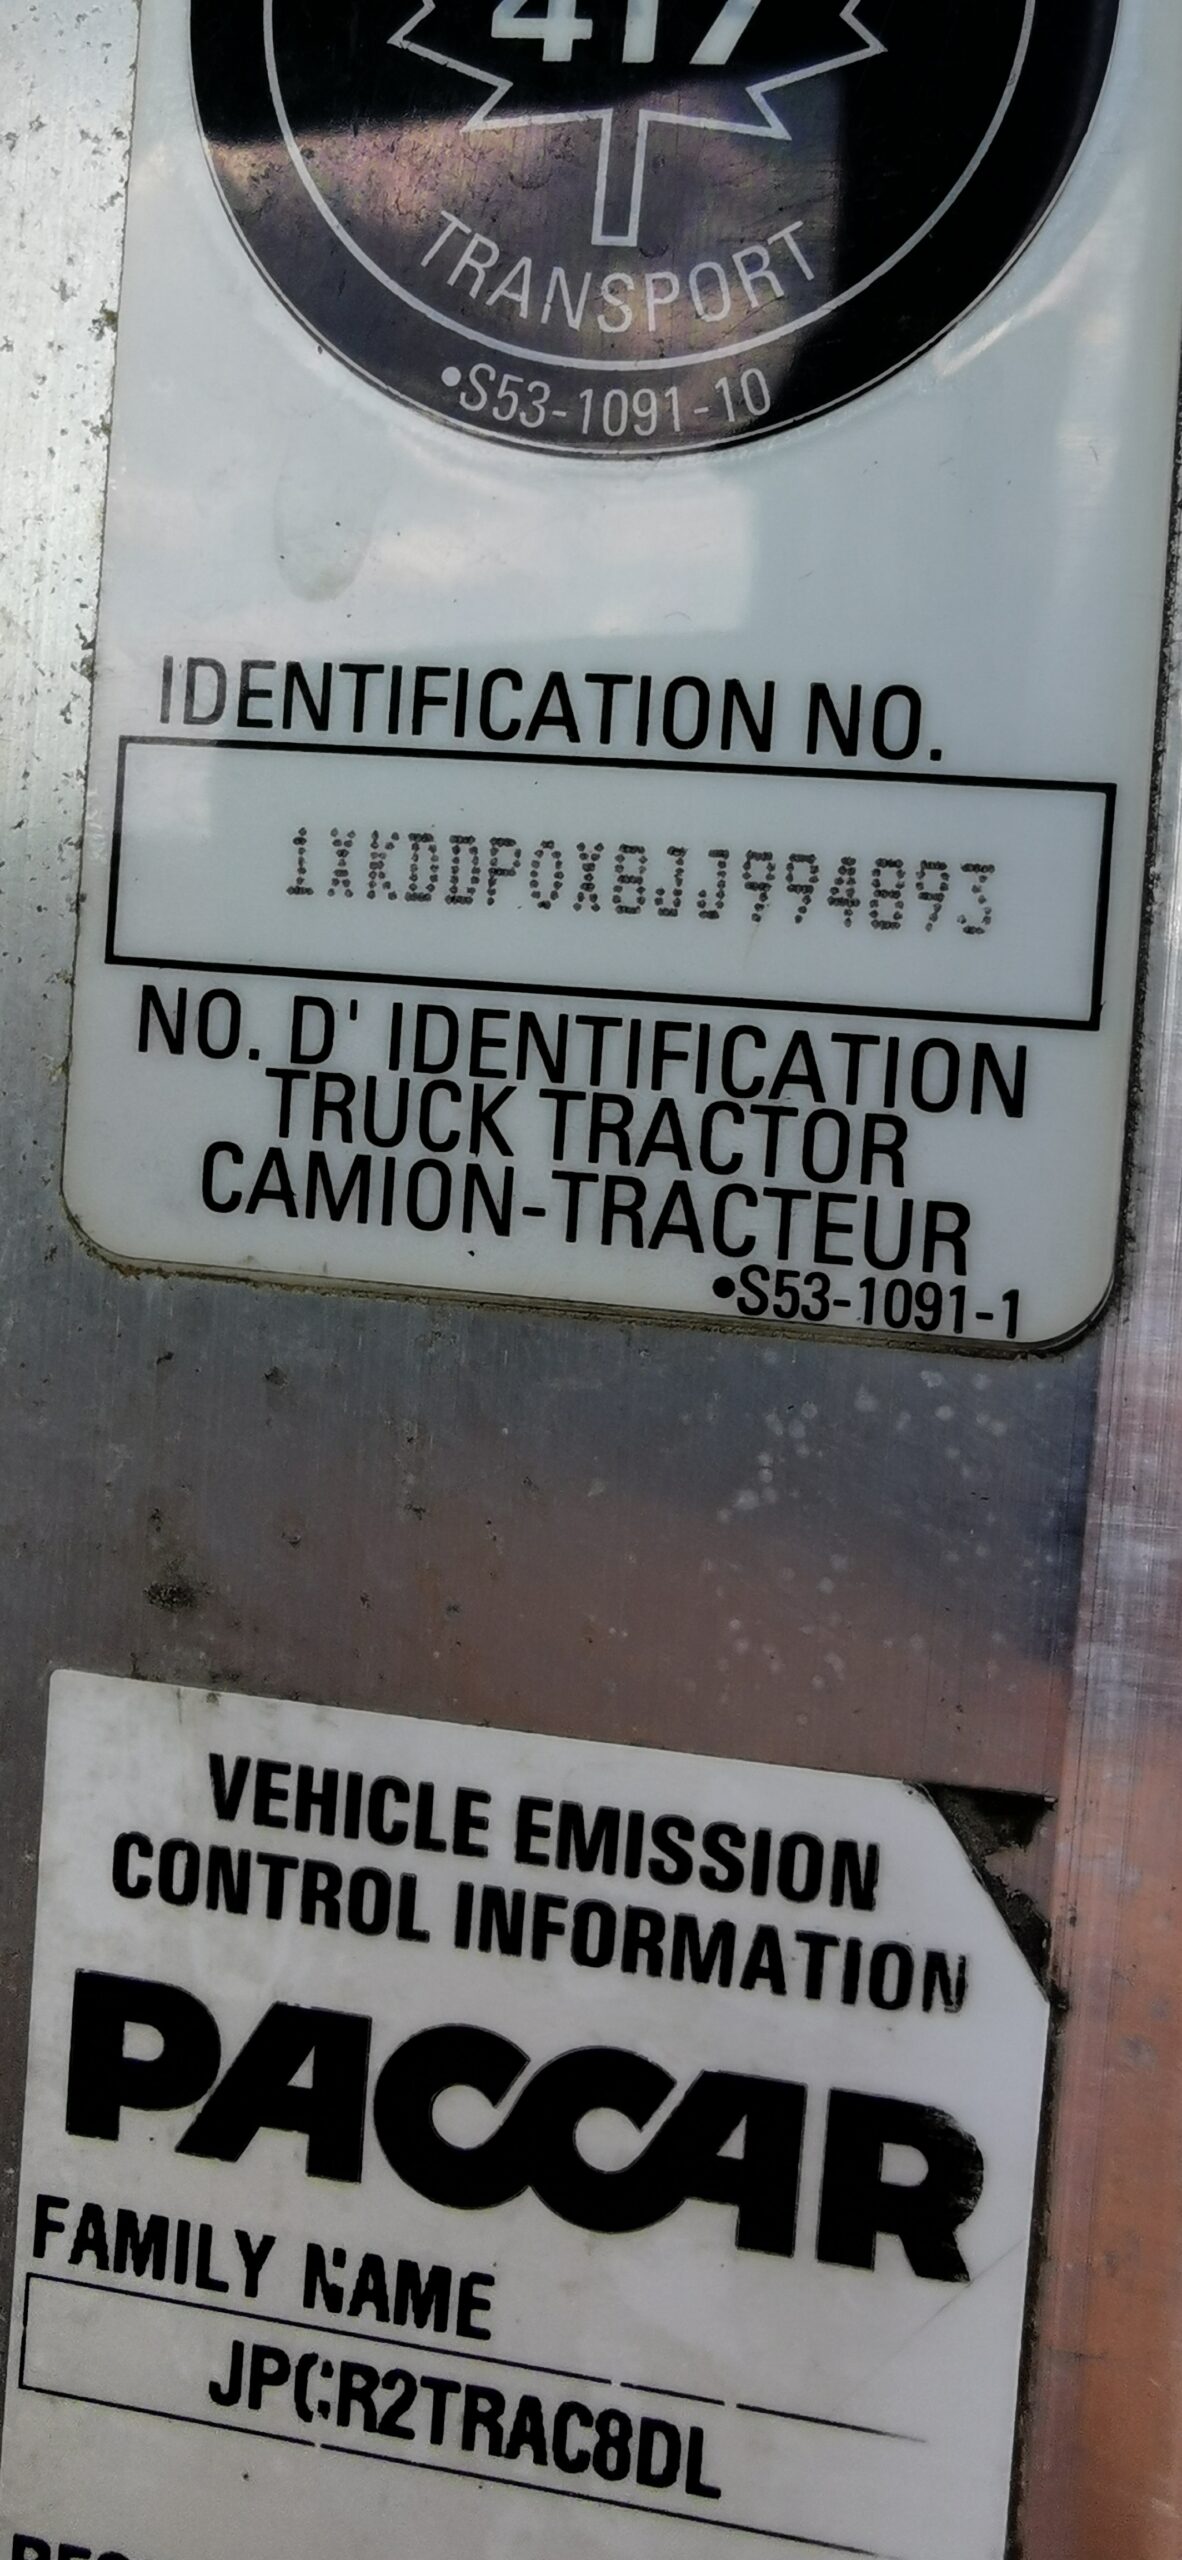 417
TRANSPORT
•S53-1091-10
IDENTIFICATION NO.
1XKDDP0X8JJ994893
NO. D' IDENTIFICATION
TRUCK TRACTOR
CAMION-TRACTEUR
•S53-1091-1
VEHICLE EMISSION
CONTROL INFORMATION
PACCAR
FAMILY NAME
JPCR2TRAC8DL